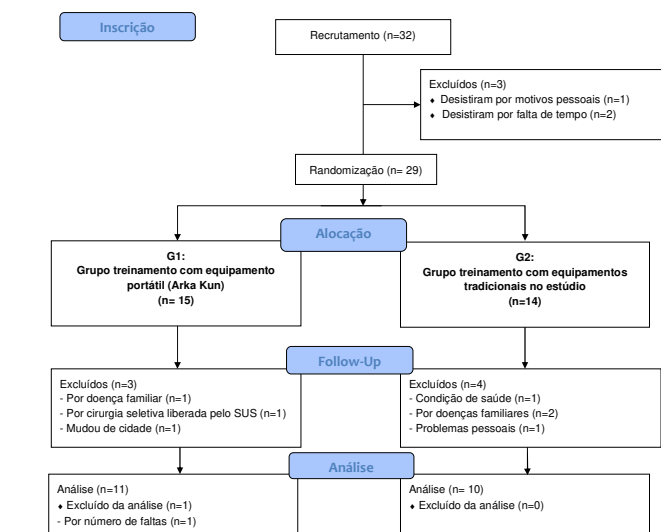 Inscrição
Recrutamento (n=32)
Excluídos (n=3)
♦ Desistiram por motivos pessoais (n=1)
♦ Desistiram por falta de tempo (n=2)
Randomização (n= 29)
Alocação
G1:
Grupo treinamento com equipamento
portátil (Arka Kun)
(n= 15)
G2:
Grupo treinamento com equipamentos
tradicionais no estúdio
(n=14)
Follow-Up
Excluídos (n=3)
- Por doença familiar (n=1)
- Por cirurgia seletiva liberada pelo SUS (n=1)
- Mudou de cidade (n=1)
Excluídos (n=4)
- Condição de saúde (n=1)
- Por doenças familiares (n=2)
- Problemas pessoais (n=1)
Análise
Análise (n=11)
♦ Excluído da análise (n=1)
- Por número de faltas (n=1)
Análise (n= 10)
♦ Excluído da análise (n=0)